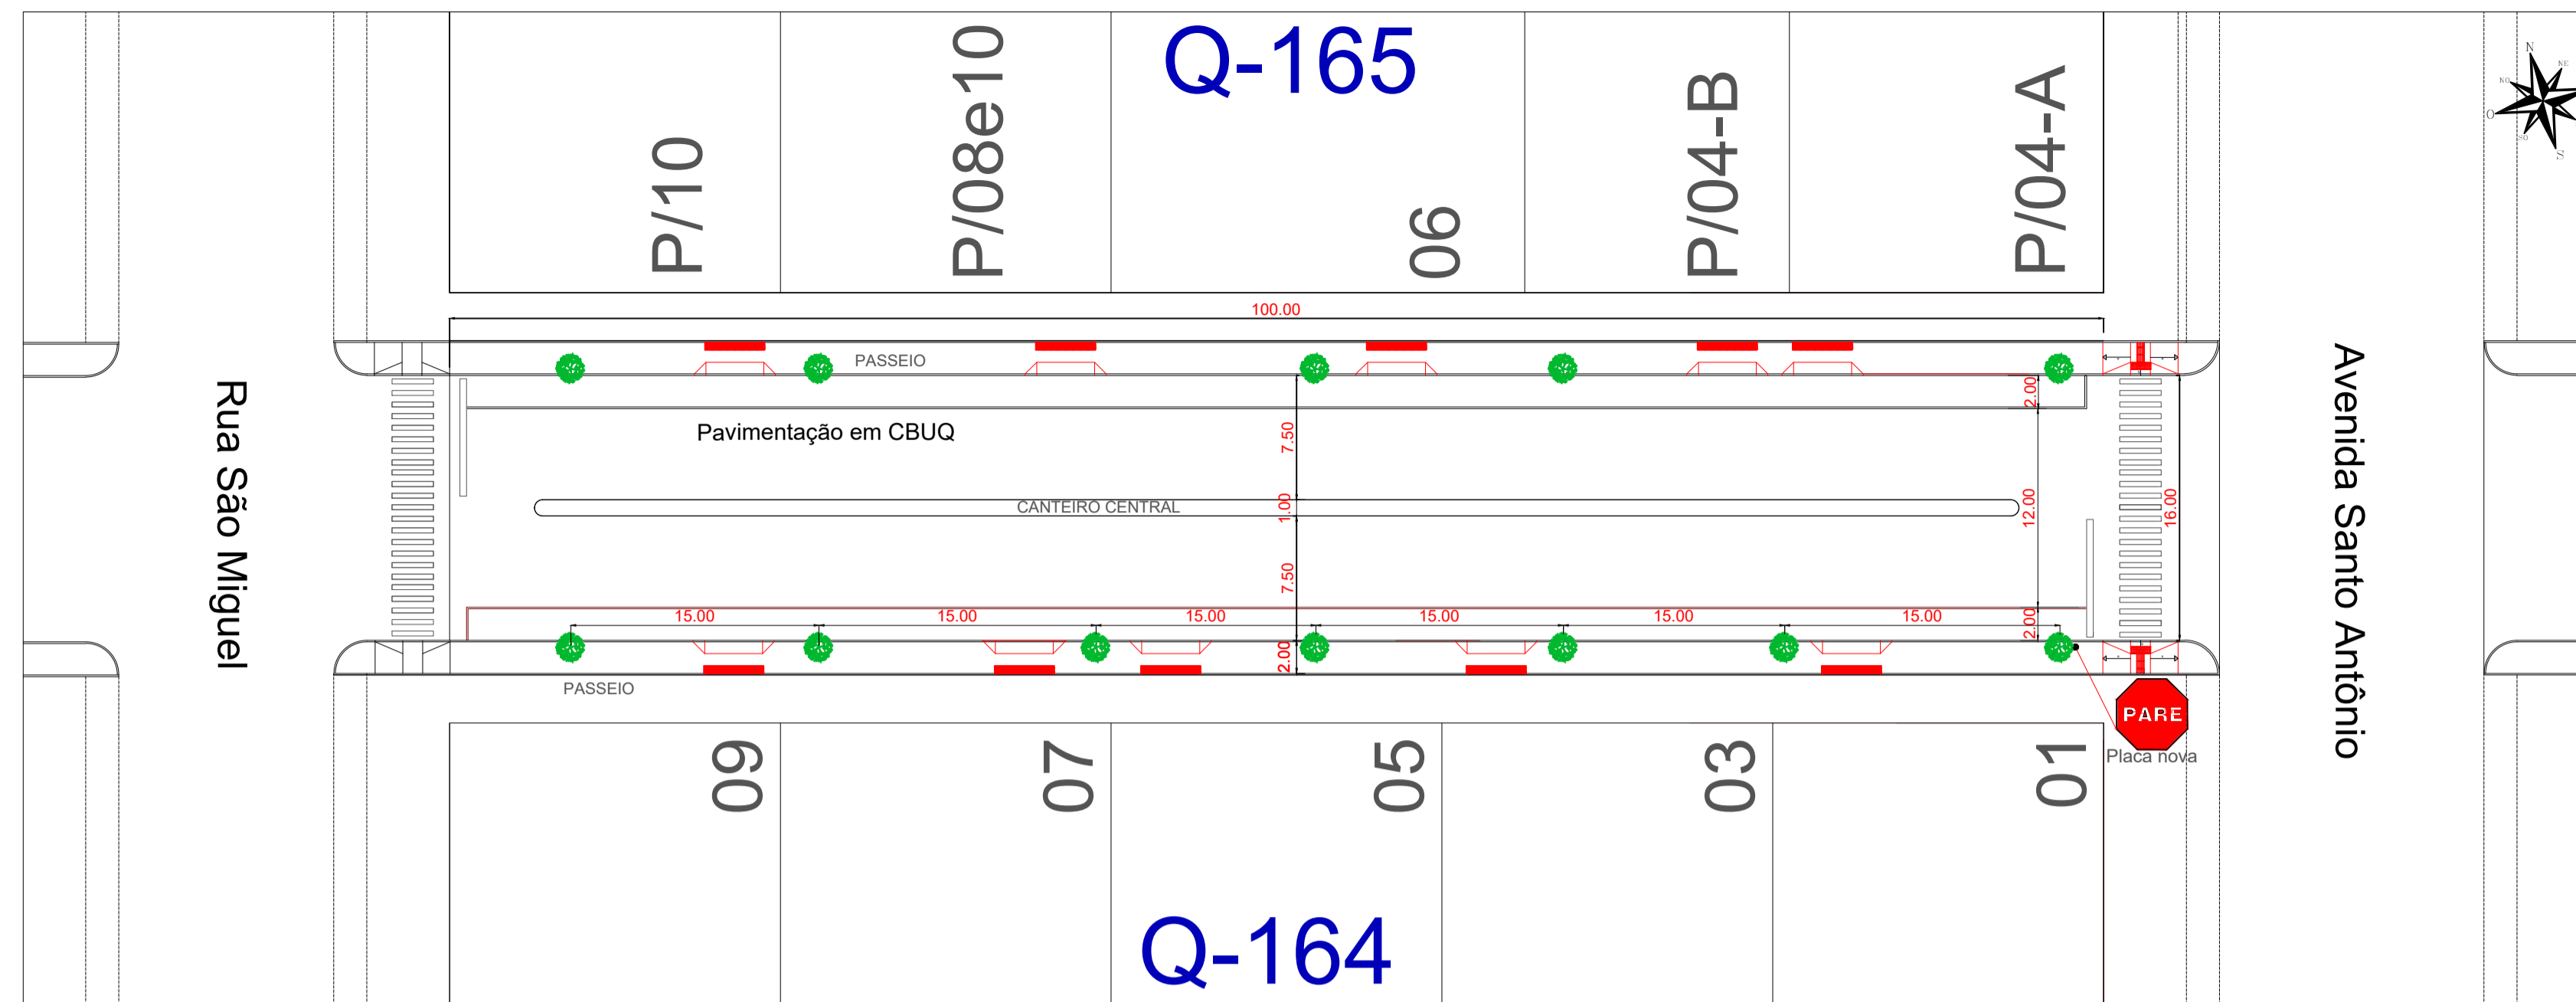 Q-165
P/10
P/08e10
06
P/04-B
P/04-A
N
NE
NO
O
SO
S
100.00
PASSEIO
2.00
Pavimentação em CBUQ
7.50
CANTEIRO CENTRAL
1.00
12.00
16.00
7.50
15.00
15.00
15.00
15.00
15.00
15.00
2.00
2.00
PASSEIO
Rua São Miguel
Avenida Santo Antônio
PARE
Placa nova
09
07
05
03
01
Q-164